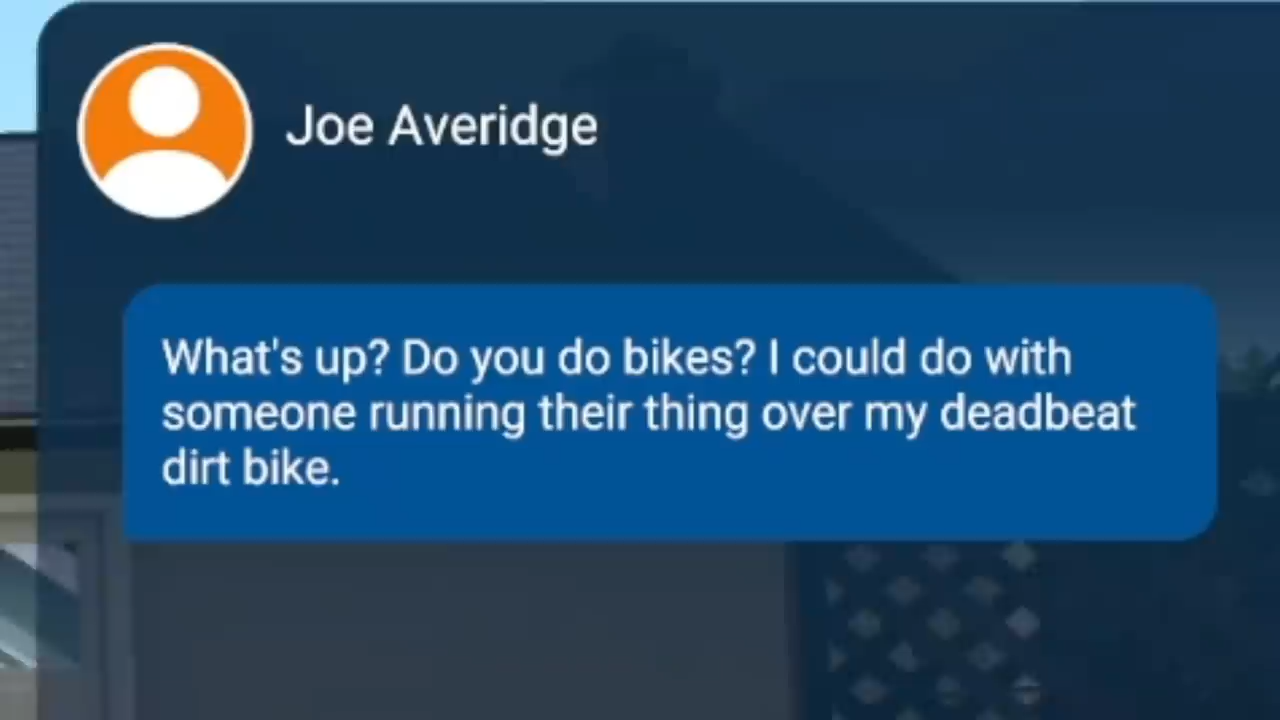 Joe Averidge
What's up? Do you do bikes? I could do with
someone running their thing over my deadbeat
dirt bike.